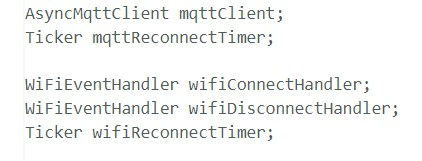 AsyncMqttClient mqttClient;
Ticker mqttReconnectTimer;
WiFiEventHandler wifiConnectHandler;
WiFiEventHandler wifiDisconnectHandler;
Ticker wifiReconnectTimer;